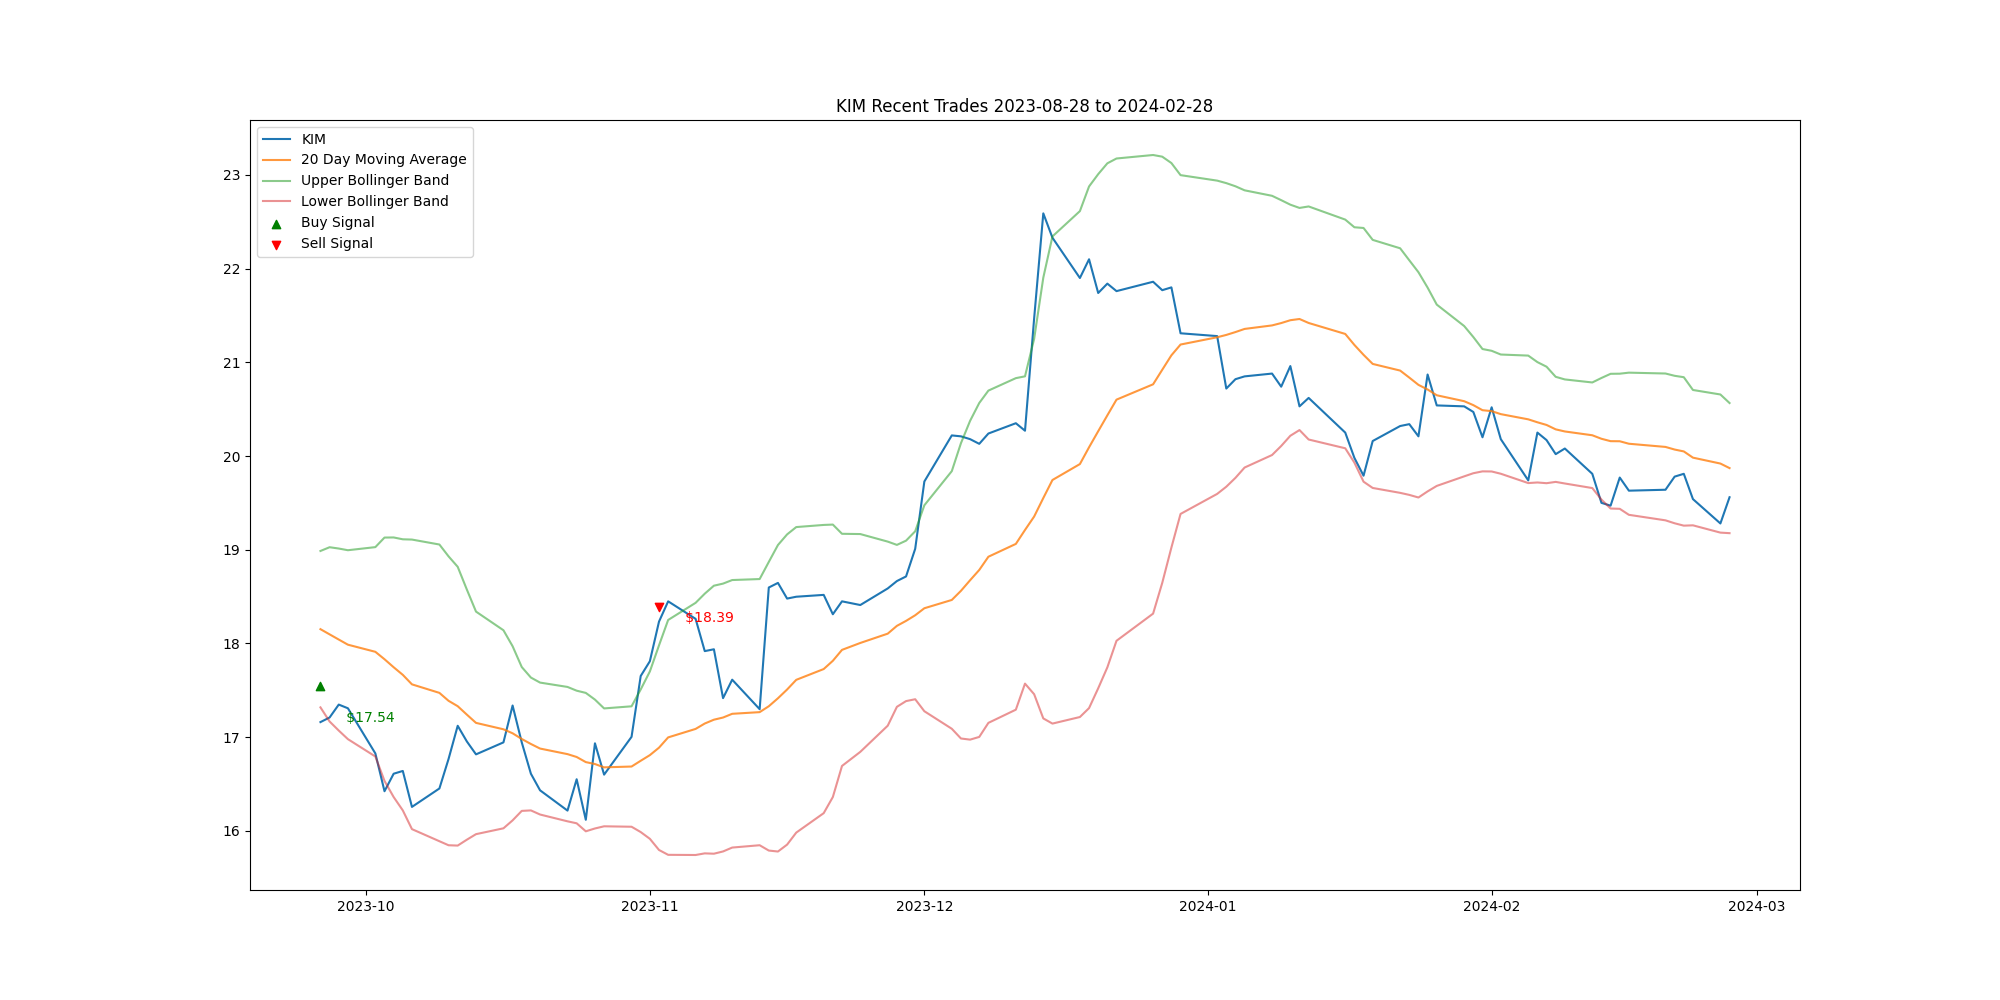 KIM Recent Trades 2023-08-28 to 2024-02-28
KIM
20 Day Moving Average
Upper Bollinger Band
Lower Bollinger Band
Buy Signal
Sell Signal
23
22
21
20
19
18
17
16
$17.54
$18.39
2023-10
2023-11
2023-12
2024-01
2024-02
2024-03